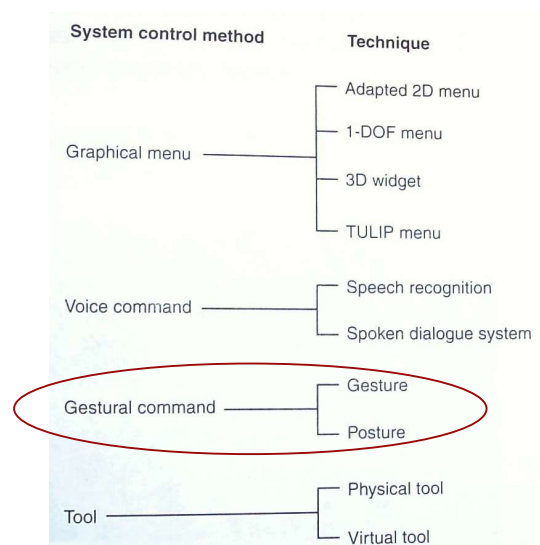 System control method
Technique
Graphical menu
Adapted 2D menu
1-DOF menu
3D widget
TULIP menu
Voice command
Speech recognition
Spoken dialogue system
Gestural command
Gesture
Posture
Tool
Physical tool
Virtual tool